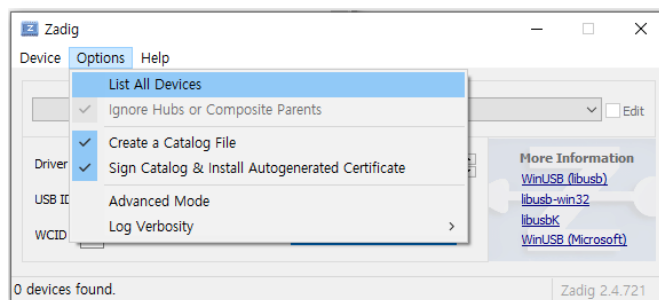 Zadig
Device Options Help
List All Devices
Ignore Hubs or Composite Parents
Edit
Create a Catalog File
Sign Catalog & Install Autogenerated Certificate
Advanced Mode
Log Verbosity
Driver
USB ID
WCID
More Information
WinUSB (libusb)
libusb-win32
libusbK
WinUSB (Microsoft)
0 devices found.
Zadig 2.4.721